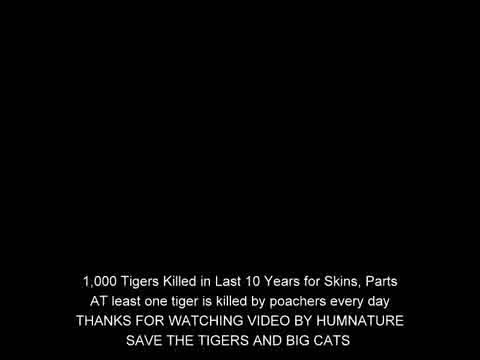 1,000 Tigers Killed in Last 10 Years for Skins, Parts
AT least one tiger is killed by poachers every day
THANKS FOR WATCHING VIDEO BY HUMNATURE
SAVE THE TIGERS AND BIG CATS